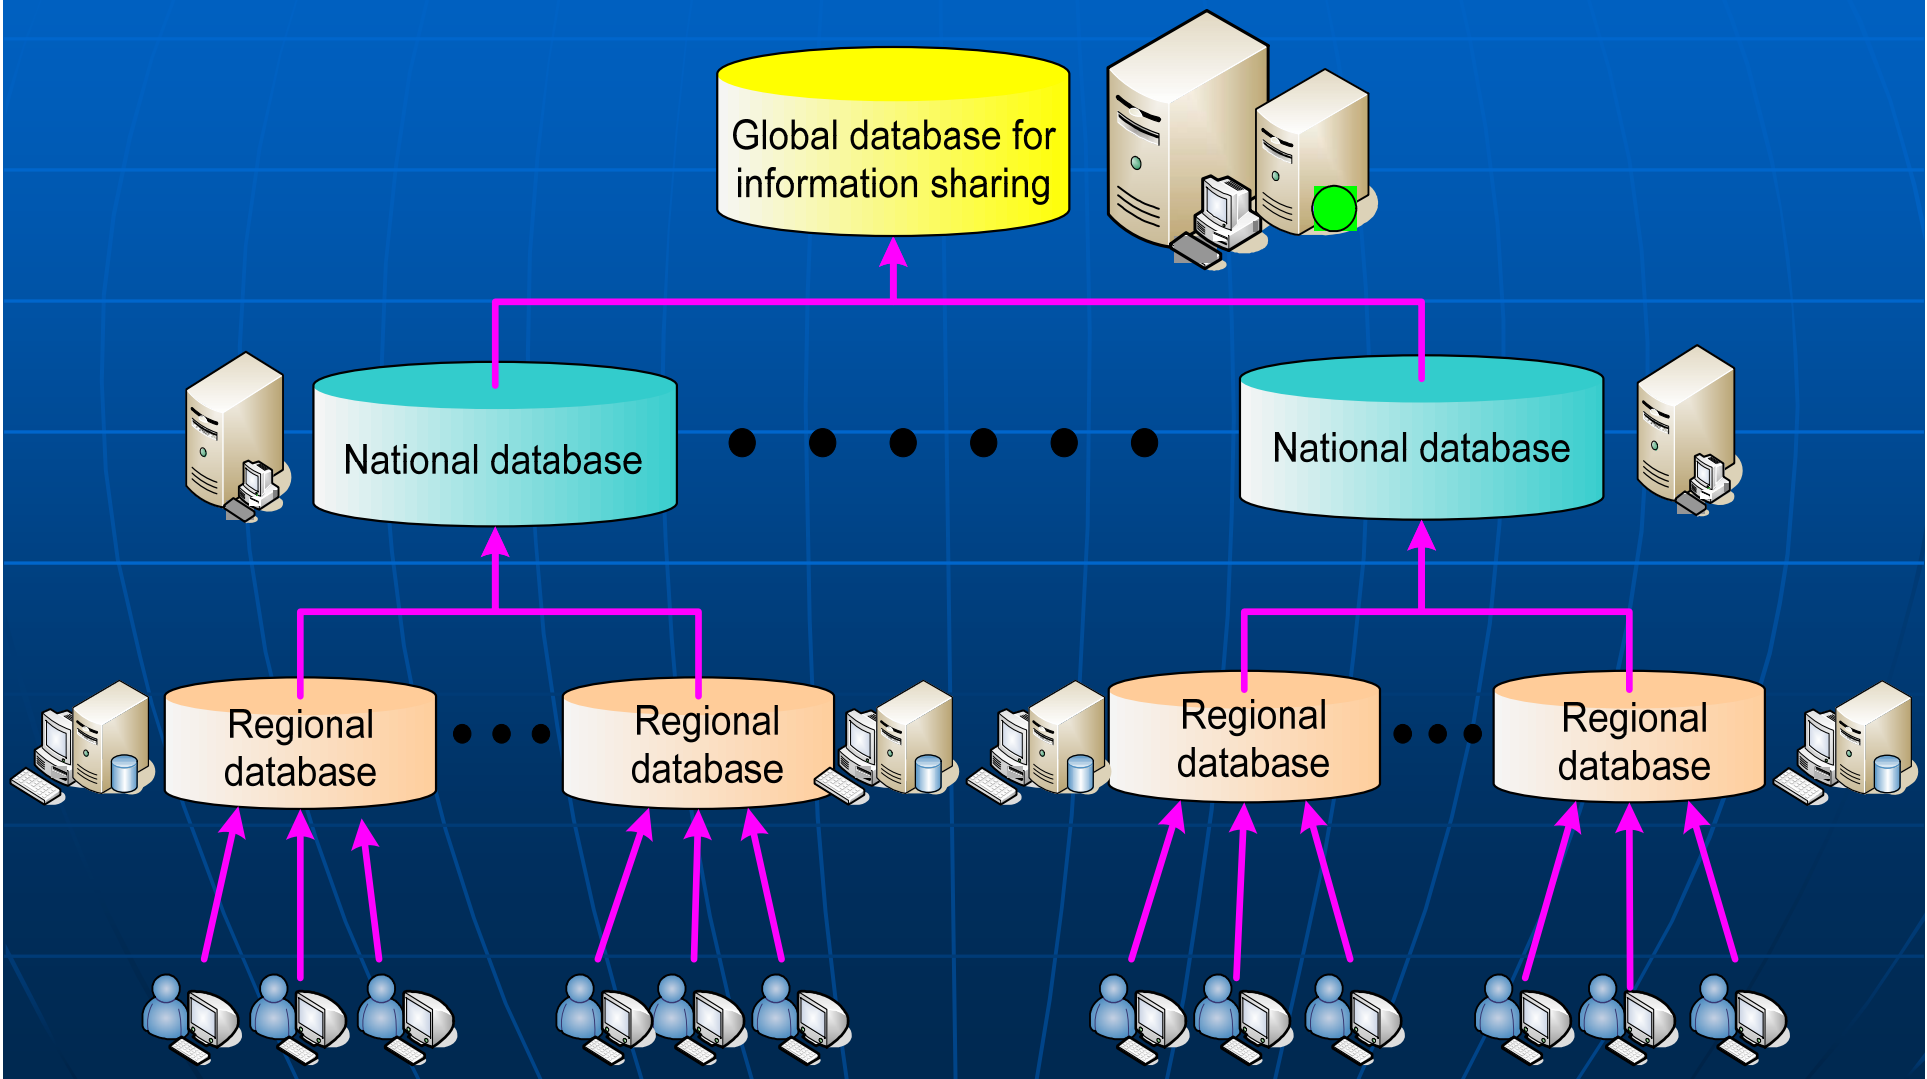 Global database for
information sharing
National database
National database
Regional
database
Regional
database
Regional
database
Regional
database